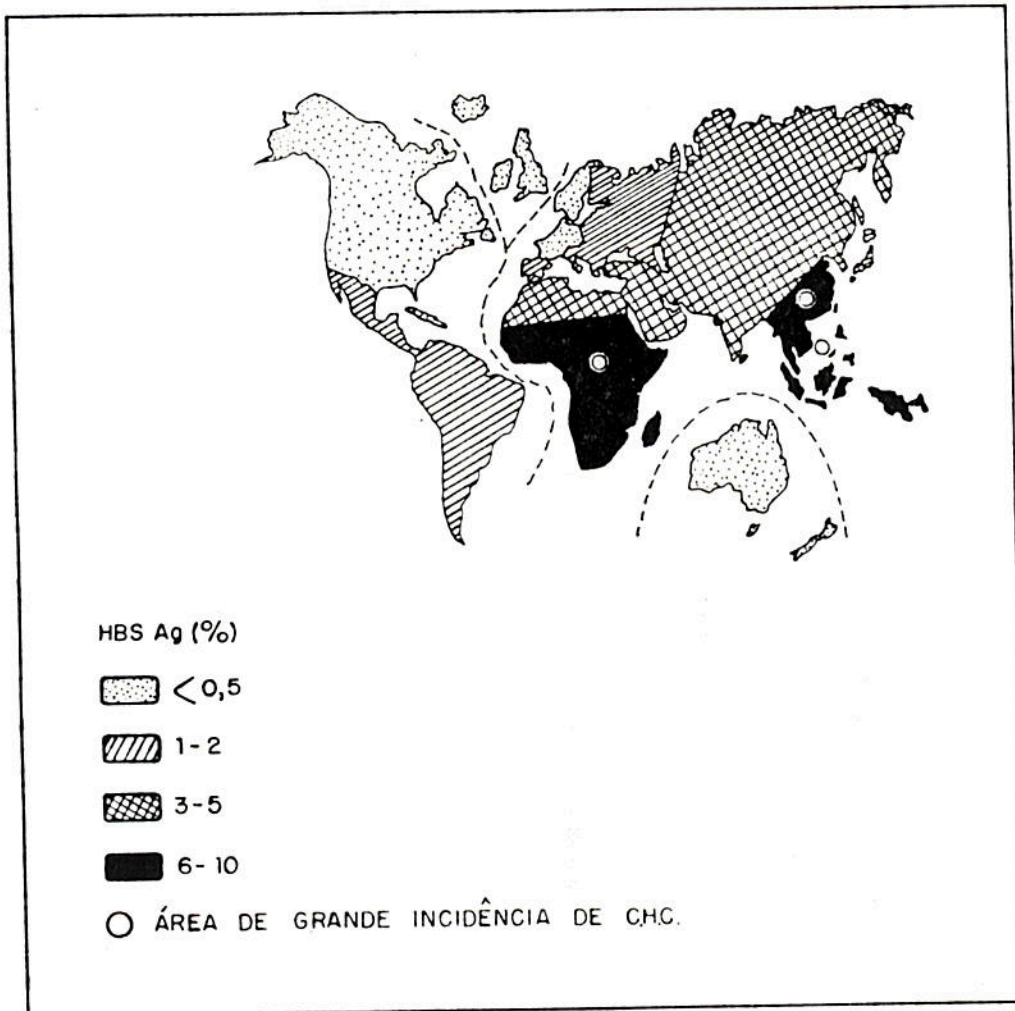 HBS Ag (%)
<0,5
1-2
3-5
6-10
ÁREA DE GRANDE INCIDÊNCIA DE C.H.C.